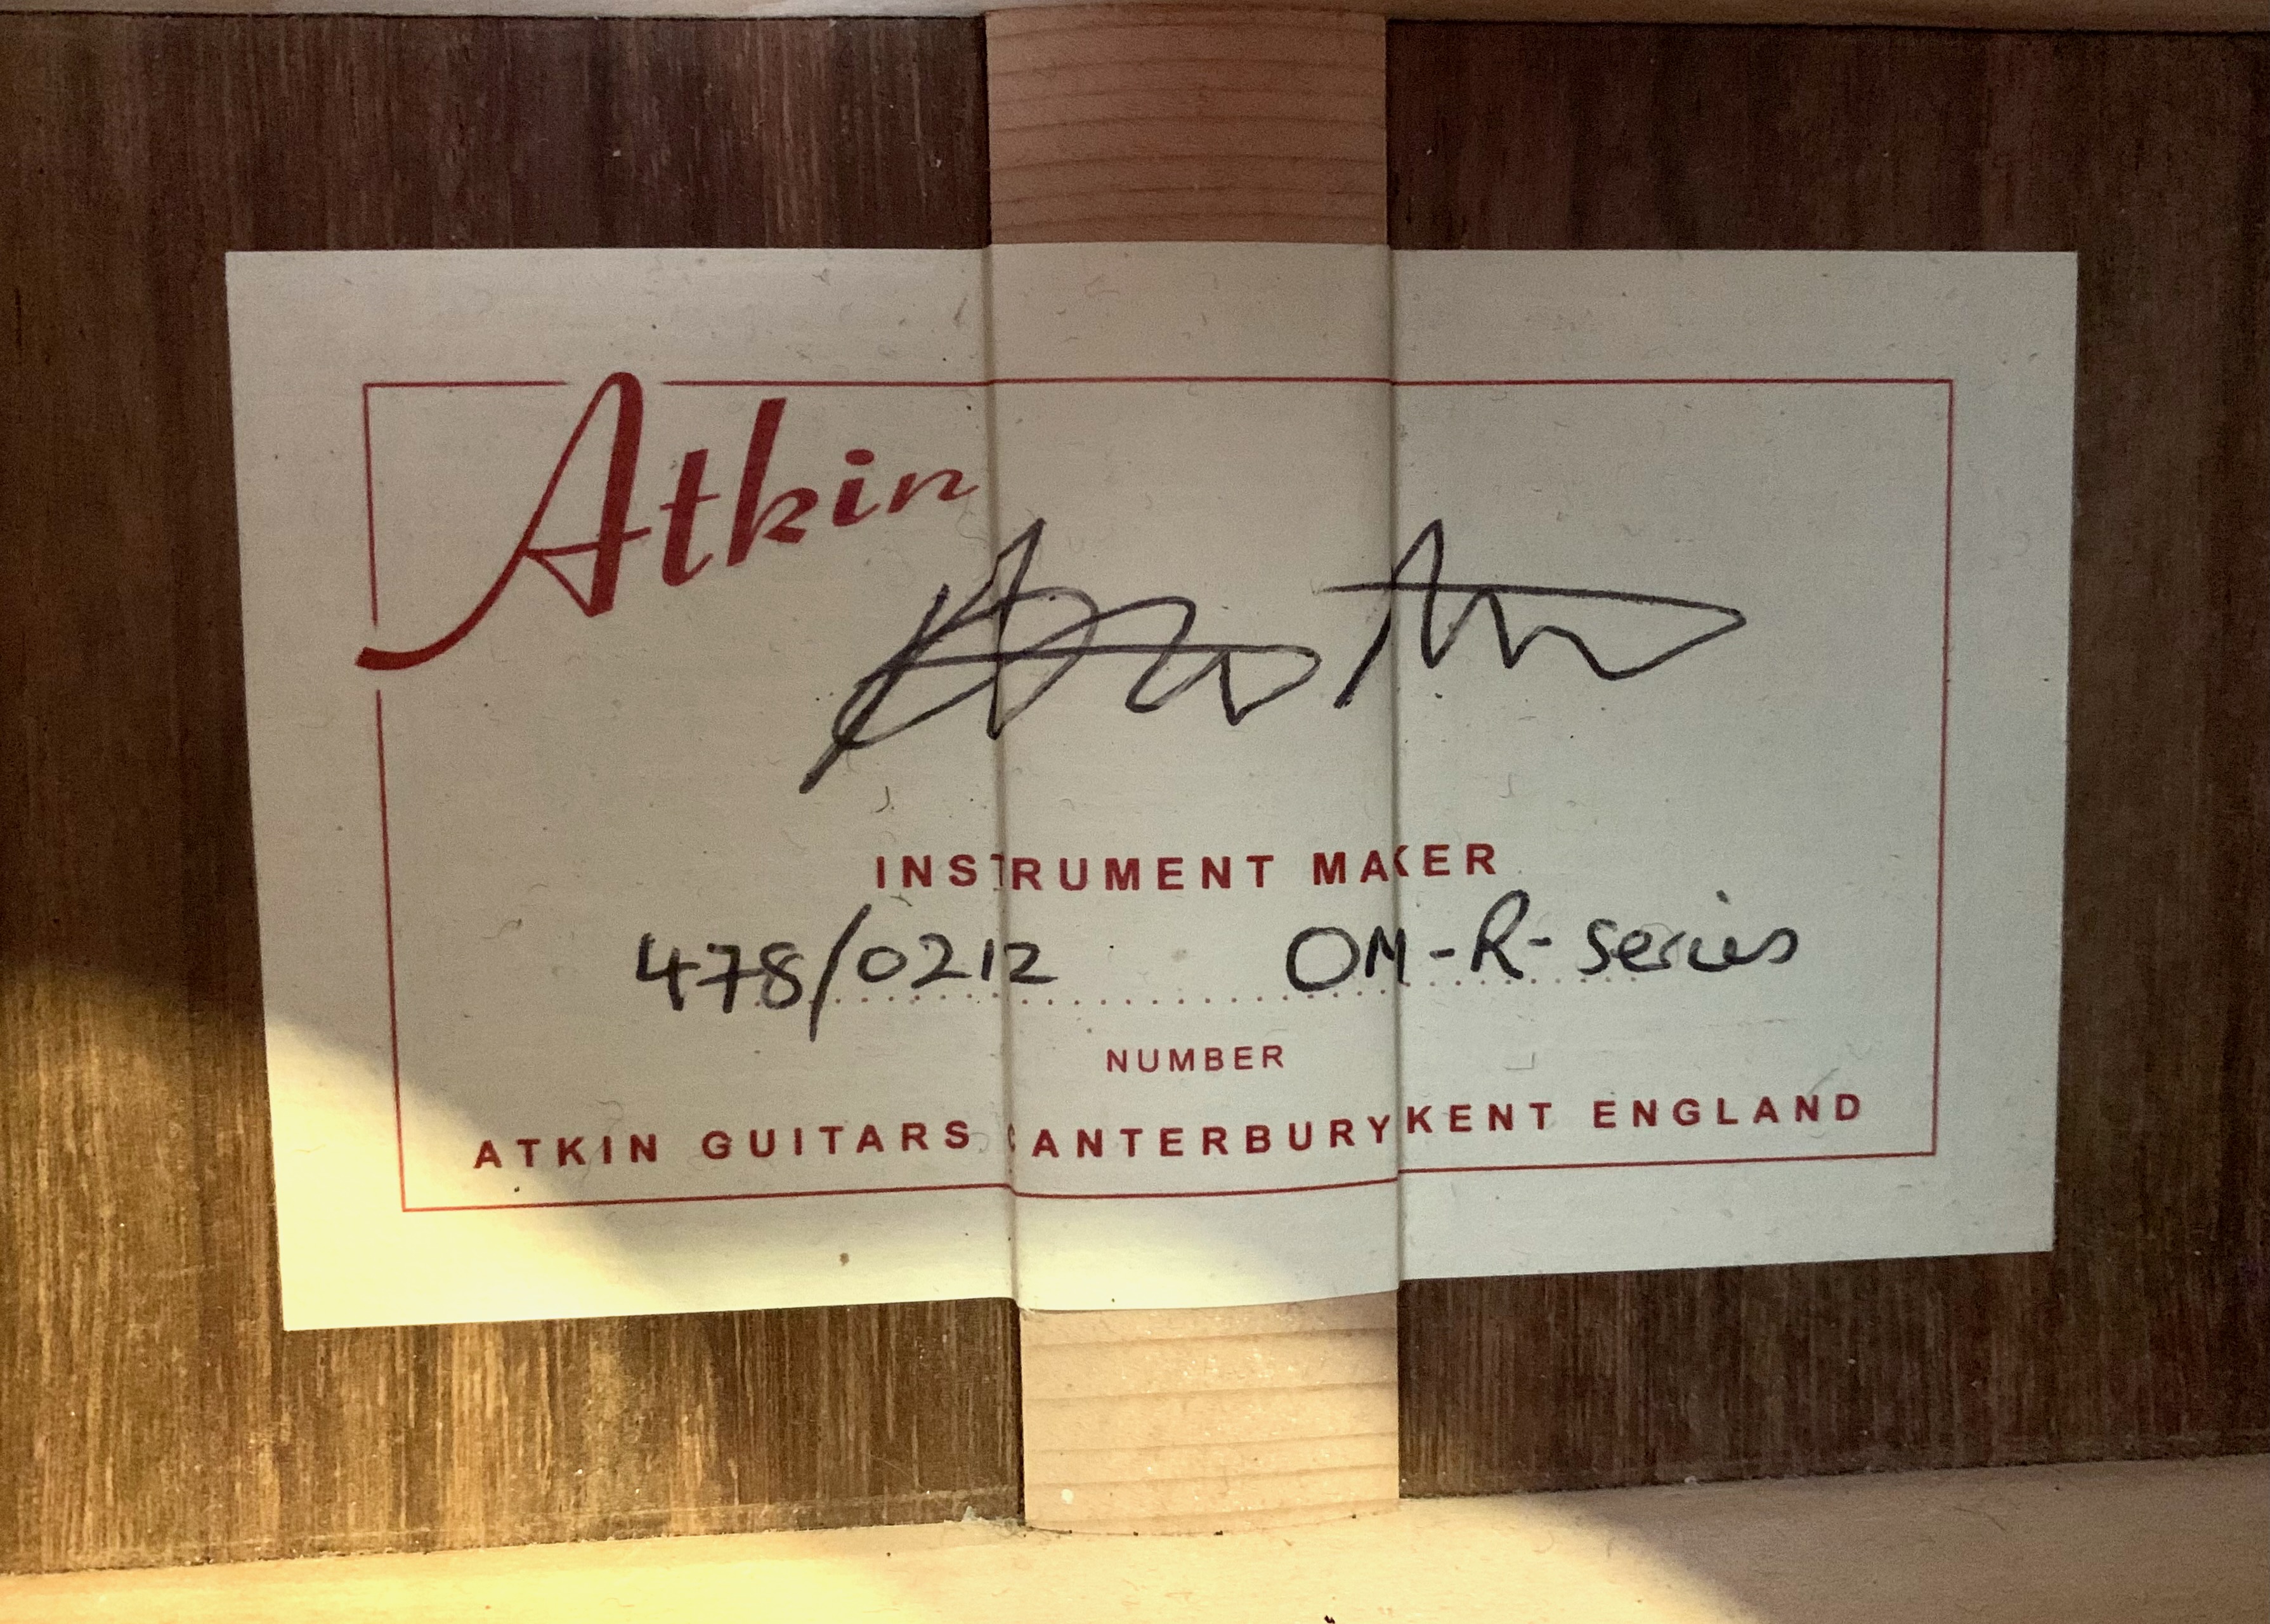 Atkin
INSTRUMENT MAKER
478/0212 OM-R-series
NUMBER
ATKIN GUITARS CANTERBURY KENT ENGLAND